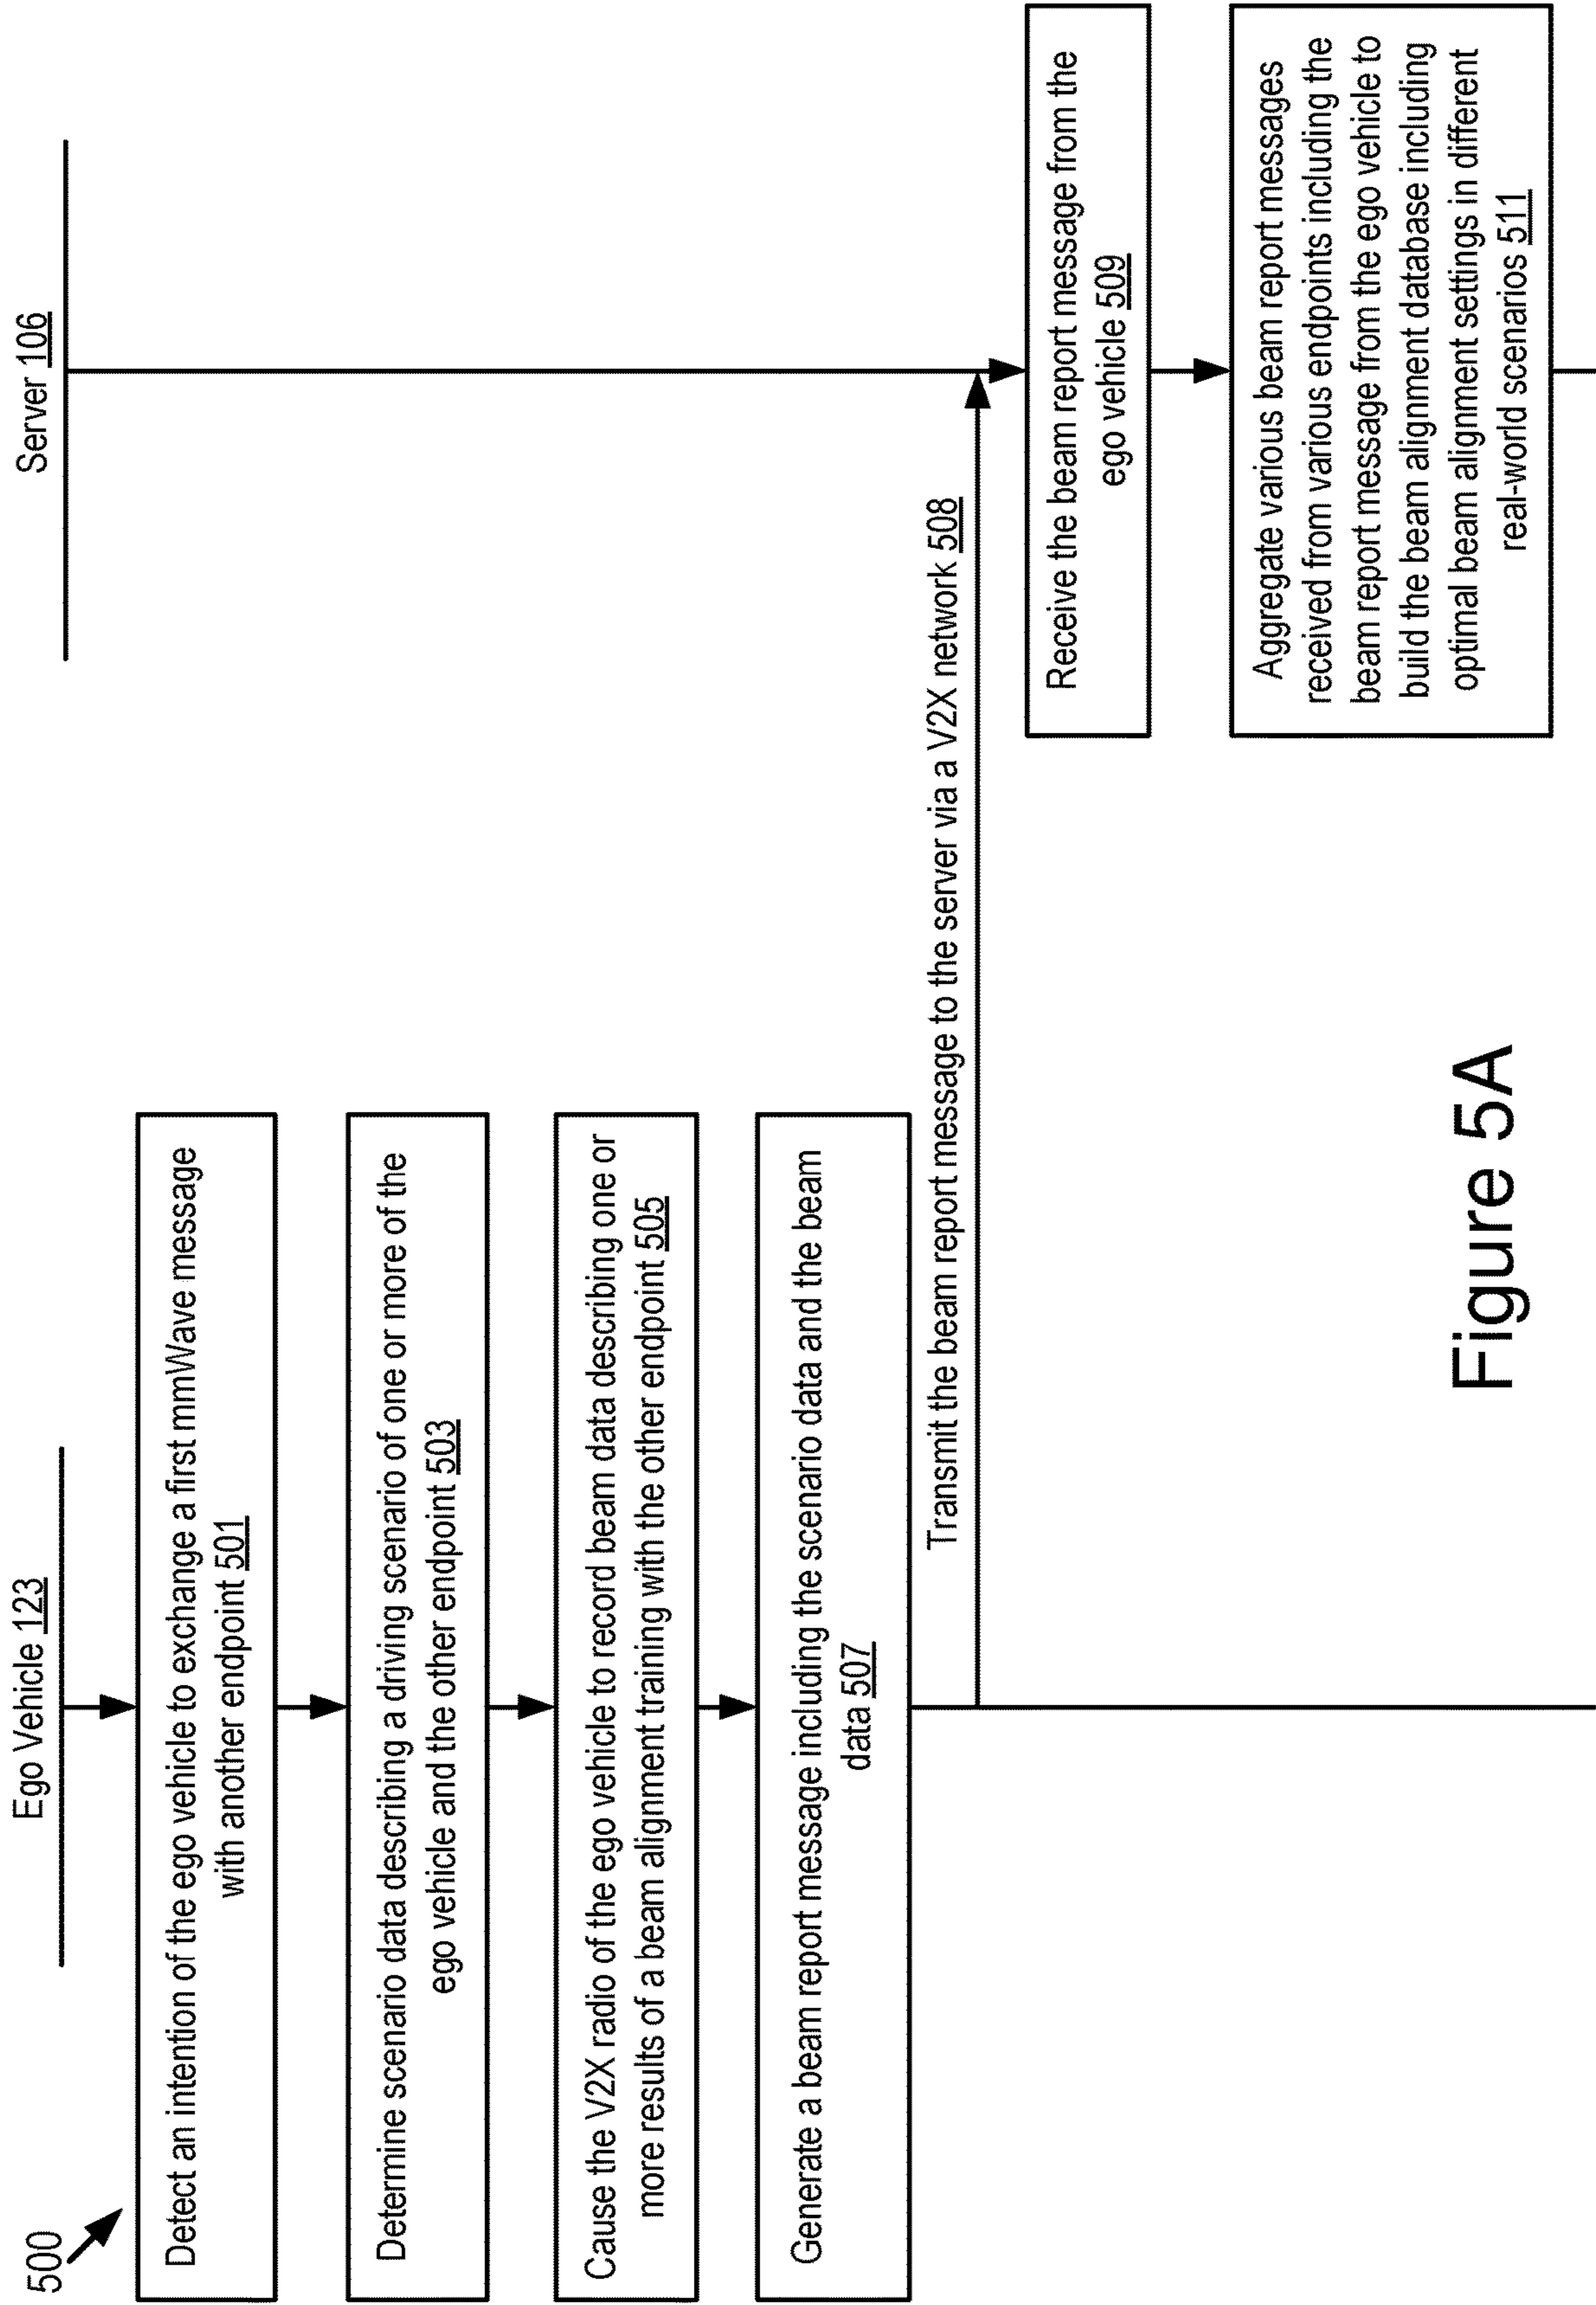 500
Ego Vehicle 123
Server 106
Detect an intention of the ego vehicle to exchange a first mmWave message
with another endpoint 501
Determine scenario data describing a driving scenario of one or more of the
ego vehicle and the other endpoint 503
Cause the V2X radio of the ego vehicle to record beam data describing one or
more results of a beam alignment training with the other endpoint 505
Generate a beam report message including the scenario data and the beam
data 507
Transmit the beam report message to the server via a V2X network 508
Receive the beam report message from the
ego vehicle 509
Aggregate various beam report messages
received from various endpoints including the
beam report message from the ego vehicle to
build the beam alignment database including
optimal beam alignment settings in different
real-world scenarios 511
Figure 5A